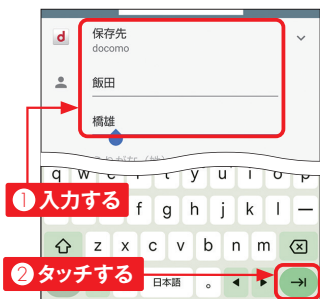 d
保存先
docomo
飯田
橋雄
q w t y u i o p
① 入力する
f g h j k l —
z x c v b n m
② タッチする
日本語 。